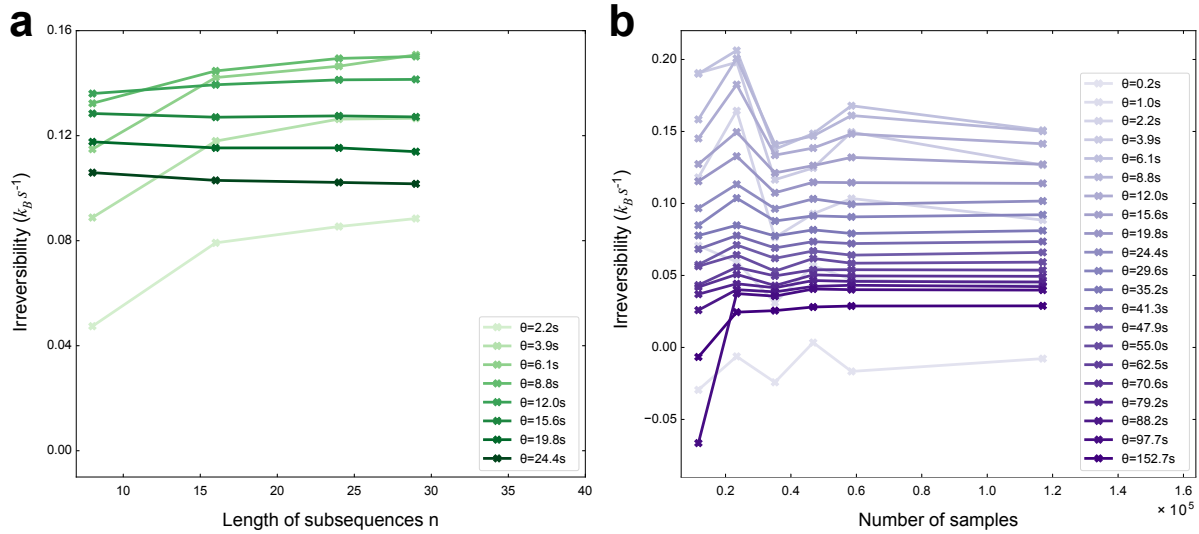 a
0.16
0.12
0.08
0.04
0.00
Irreversibility (k_B s⁻¹)
10 15 20 25 30 35 40
Length of subsequences n
θ=2.2s
θ=3.9s
θ=6.1s
θ=8.8s
θ=12.0s
θ=15.6s
θ=19.8s
θ=24.4s
b
0.20
0.15
0.10
0.05
0.00
−0.05
Irreversibility (k_B s⁻¹)
0.2 0.4 0.6 0.8 1.0 1.2 1.4 1.6
× 10⁵
Number of samples
θ=0.2s
θ=1.0s
θ=2.2s
θ=3.9s
θ=6.1s
θ=8.8s
θ=12.0s
θ=15.6s
θ=19.8s
θ=24.4s
θ=29.6s
θ=35.2s
θ=41.3s
θ=47.9s
θ=55.0s
θ=62.5s
θ=70.6s
θ=79.2s
θ=88.2s
θ=97.7s
θ=152.7s